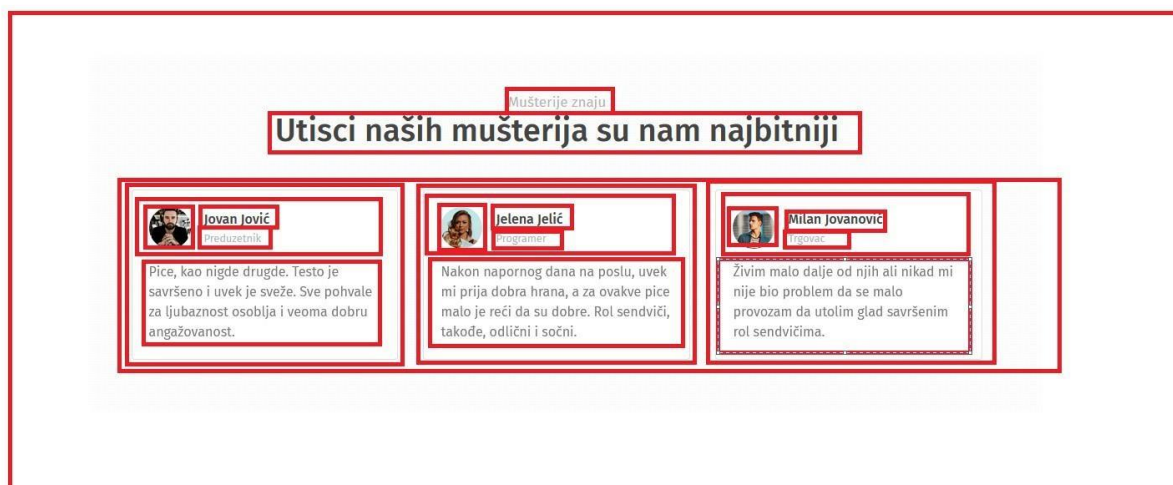 Mušterije znaju
Utisci naših mušterija su nam najbitniji
Jovan Jović
Preduzetnik
Pice, kao nigde drugde. Testo je
savršeno i uvek je sveže. Sve pohvale
za ljubaznost osoblja i veoma dobru
angažovanost.
Jelena Jelić
Programer
Nakon napornog dana na poslu, uvek
mi prija dobra hrana, a za ovakve pice
malo je reći da su dobre. Rol sendviči,
takođe, odlični i sočni.
Milan Jovanović
Trgovac
Živim malo dalje od njih ali nikad mi
nije bio problem da se malo
provozam da utolim glad savršenim
rol sendvičima.